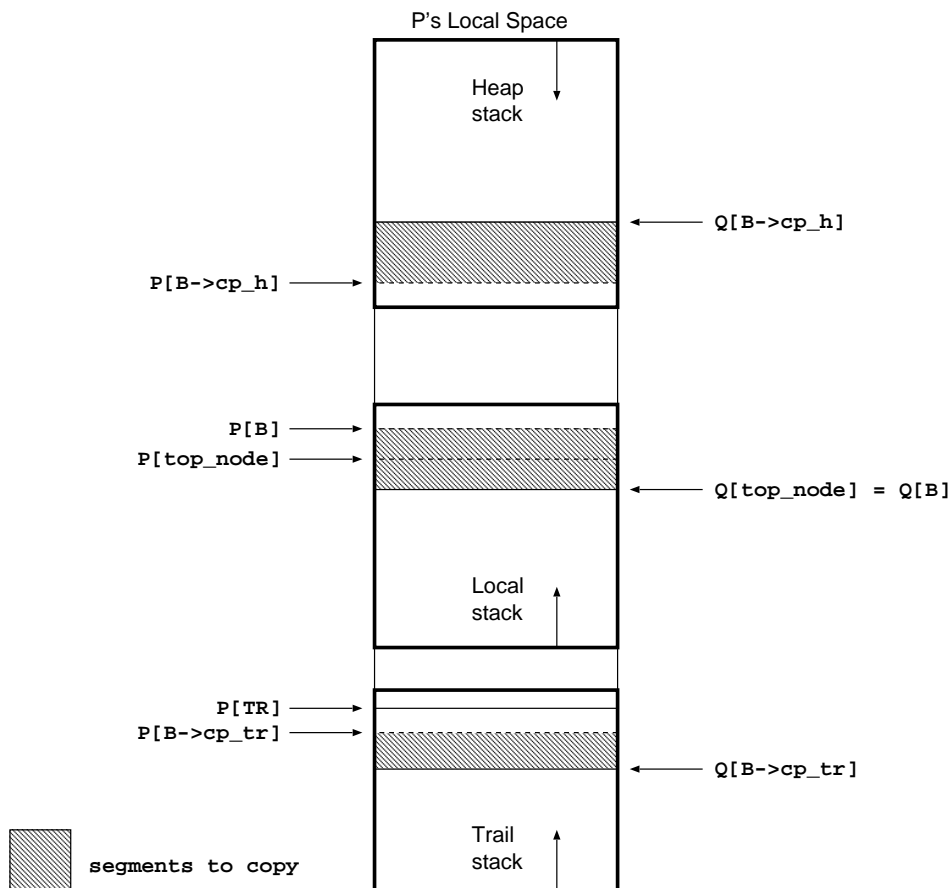 P's Local Space
Heap
stack
Q[B->cp_h]
P[B->cp_h]
P[B]
P[top_node]
Q[top_node] = Q[B]
Local
stack
P[TR]
P[B->cp_tr]
Q[B->cp_tr]
Trail
stack
segments to copy